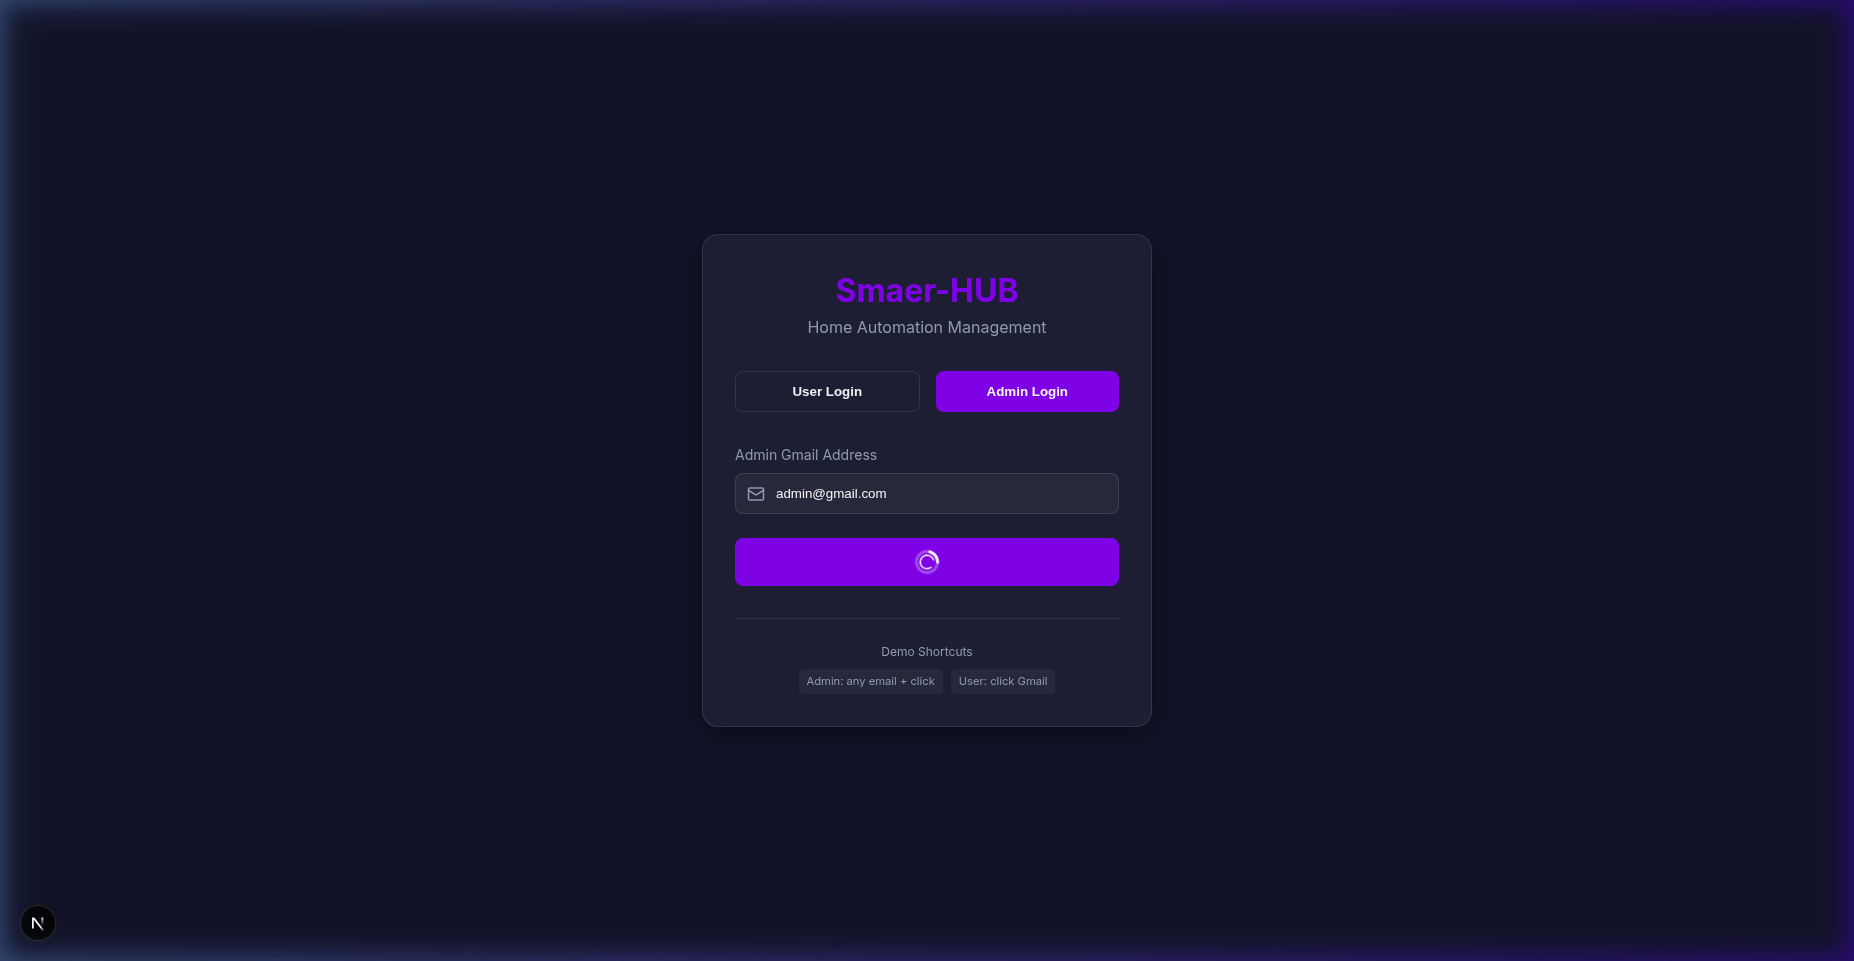 Smaer-HUB
Home Automation Management
User Login
Admin Login
Admin Gmail Address
admin@gmail.com
Demo Shortcuts
Admin: any email + click
User: click Gmail
N